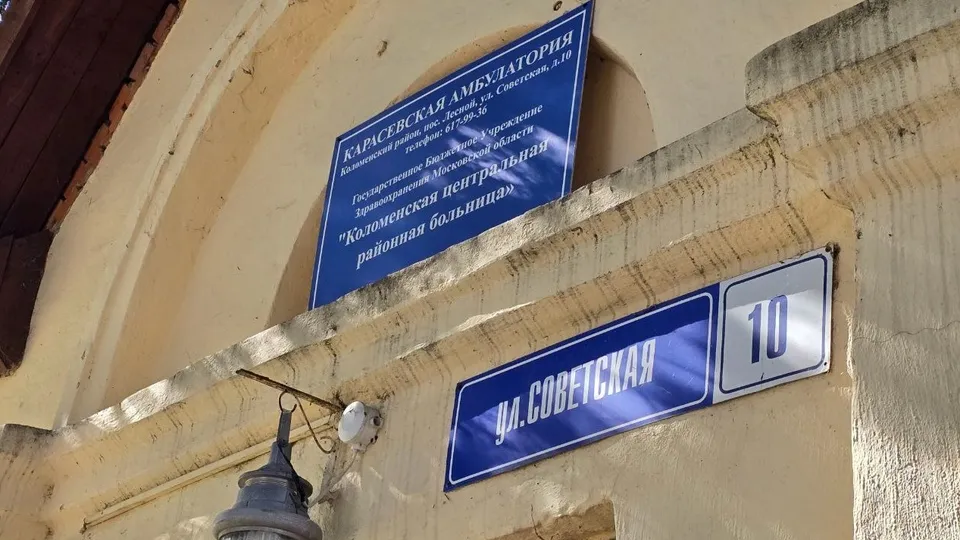 КАРАСЕВСКАЯ АМБУЛАТОРИЯ
Коломенский район, пос. Лесной, ул. Советская, д.10
телефон: 617-99-36
Государственное Бюджетное Учреждение
Здравоохранения Московской области
"Коломенская центральная
районная больница»
ул.СОВЕТСКАЯ 10